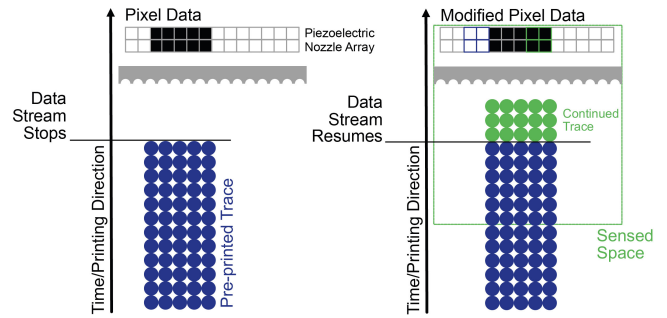 Pixel Data
Piezoelectric
Nozzle Array
Data
Stream
Stops
Time/Printing Direction
Pre-printed Trace
Modified Pixel Data
Data
Stream
Resumes
Continued
Trace
Time/Printing Direction
Sensed
Space